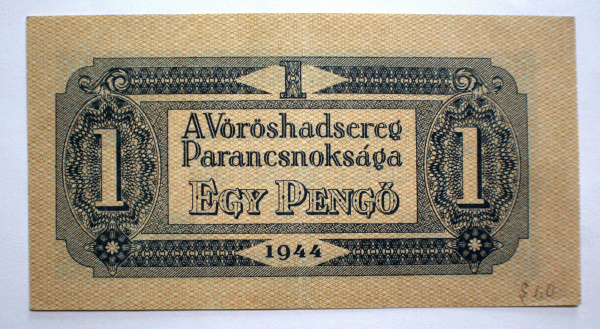 1
A Vöröshadsereg
Parancsnoksága
1 1
EGY PENGŐ
1944